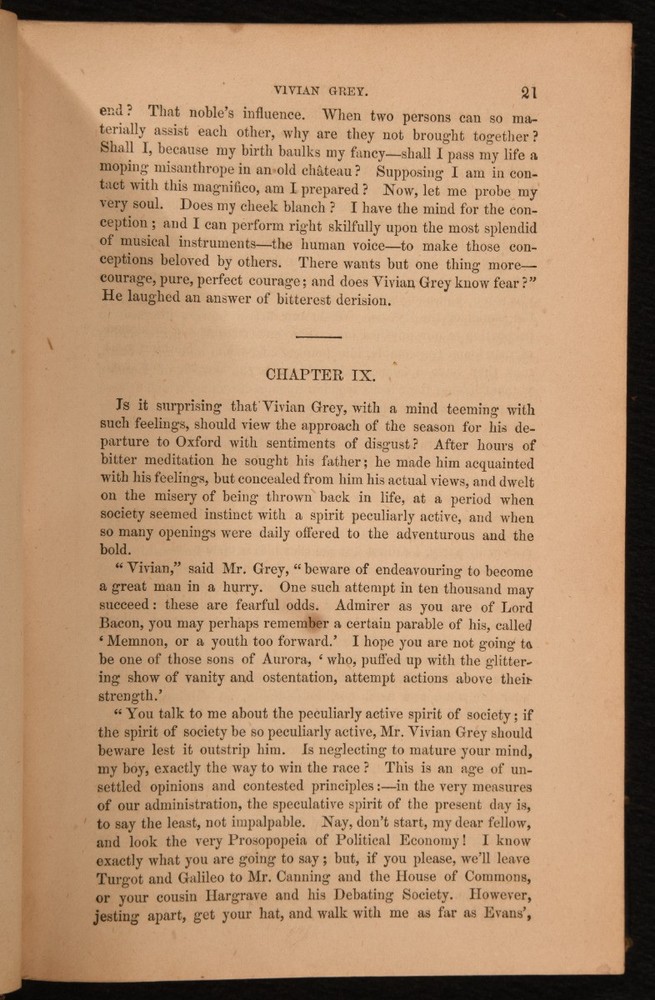 VIVIAN GREY. 21
end? That noble's influence. When two persons can so ma-
terially assist each other, why are they not brought together?
Shall I, because my birth baulks my fancy—shall I pass my life a
moping misanthrope in an old château? Supposing I am in con-
tact with this magnifico, am I prepared? Now, let me probe my
very soul. Does my cheek blanch? I have the mind for the con-
ception; and I can perform right skilfully upon the most splendid
of musical instruments—the human voice—to make those con-
ceptions beloved by others. There wants but one thing more—
courage, pure, perfect courage; and does Vivian Grey know fear?"
He laughed an answer of bitterest derision.
CHAPTER IX.
Is it surprising that Vivian Grey, with a mind teeming with
such feelings, should view the approach of the season for his de-
parture to Oxford with sentiments of disgust? After hours of
bitter meditation he sought his father; he made him acquainted
with his feelings, but concealed from him his actual views, and dwelt
on the misery of being thrown back in life, at a period when
society seemed instinct with a spirit peculiarly active, and when
so many openings were daily offered to the adventurous and the
bold.
"Vivian," said Mr. Grey, "beware of endeavouring to become
a great man in a hurry. One such attempt in ten thousand may
succeed: these are fearful odds. Admirer as you are of Lord
Bacon, you may perhaps remember a certain parable of his, called
'Memnon, or a youth too forward.' I hope you are not going to
be one of those sons of Aurora, 'who, puffed up with the glitter-
ing show of vanity and ostentation, attempt actions above their
strength.'
"You talk to me about the peculiarly active spirit of society; if
the spirit of society be so peculiarly active, Mr. Vivian Grey should
beware lest it outstrip him. Is neglecting to mature your mind,
my boy, exactly the way to win the race? This is an age of un-
settled opinions and contested principles:—in the very measures
of our administration, the speculative spirit of the present day is,
to say the least, not impalpable. Nay, don't start, my dear fellow,
and look the very Prosopopeia of Political Economy! I know
exactly what you are going to say; but, if you please, we'll leave
Turgot and Galileo to Mr. Canning and the House of Commons,
or your cousin Hargrave and his Debating Society. However,
jesting apart, get your hat, and walk with me as far as Evans',